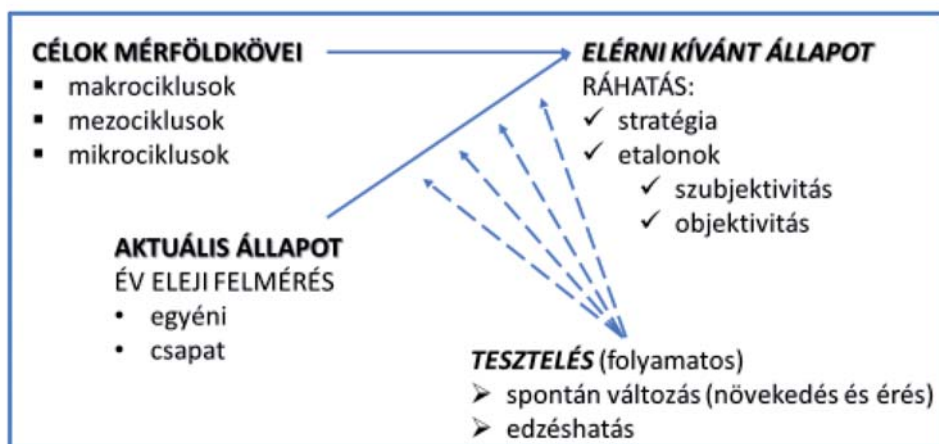 CÉLOK MÉRFÖLDKÖVEI
▪ makrociklusok
▪ mezociklusok
▪ mikrociklusok
ELÉRNI KÍVÁNT ÁLLAPOT
RÁHATÁS:
✓ stratégia
✓ etalonok
✓ szubjektivitás
✓ objektivitás
AKTUÁLIS ÁLLAPOT
ÉV ELEJI FELMÉRÉS
• egyéni
• csapat
TESZTELÉS (folyamatos)
➢ spontán változás (növekedés és érés)
➢ edzéshatás